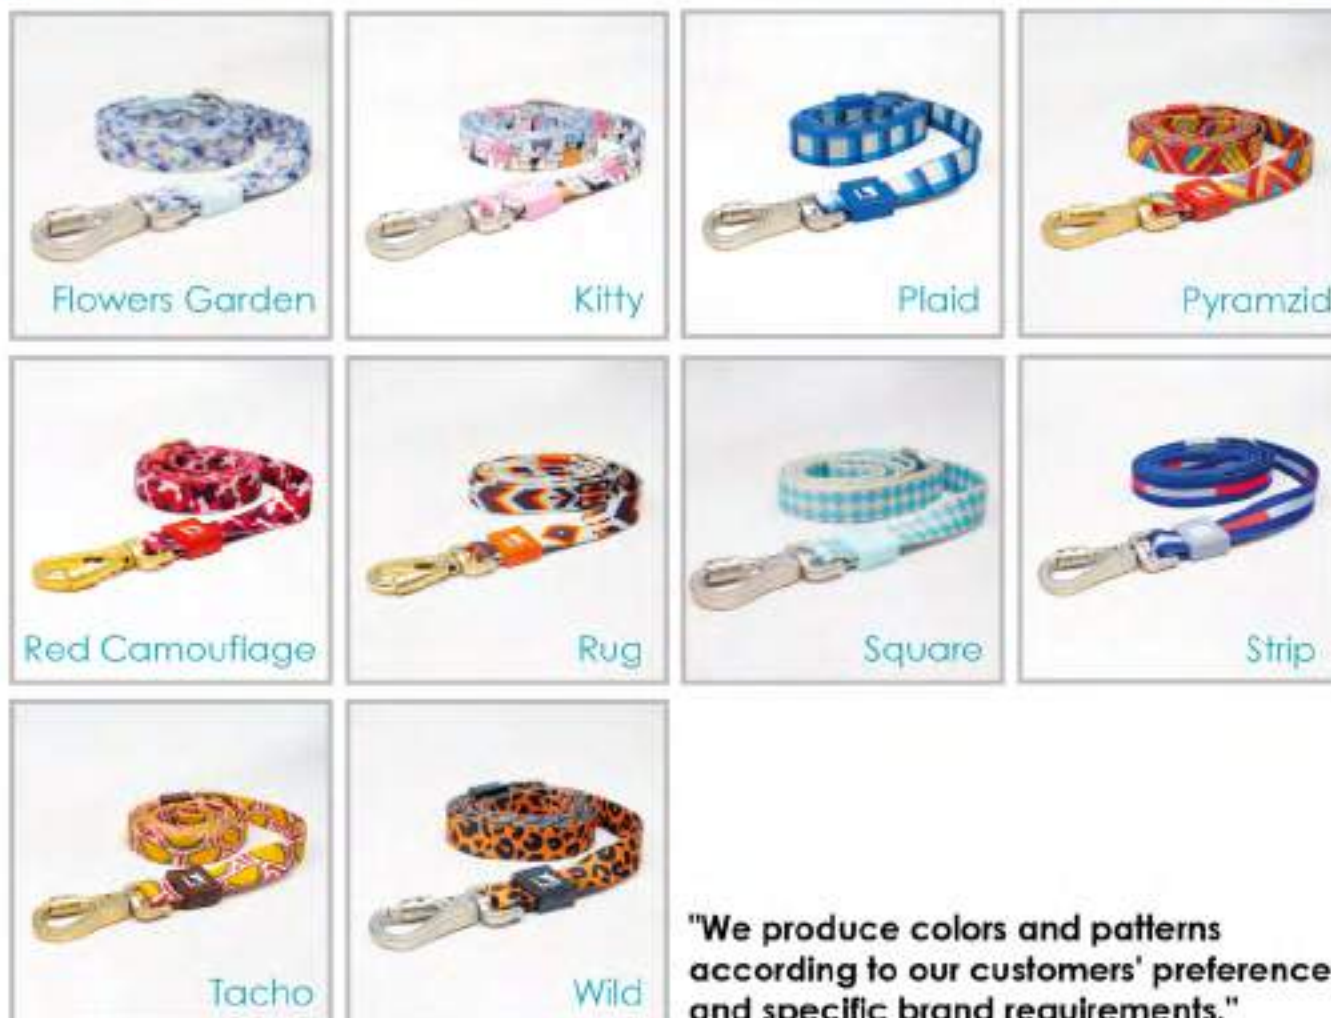 Flowers Garden
Kitty
Plaid
Pyramzid
Red Camouflage
Rug
Square
Strip
Tacho
Wild
"We produce colors and patterns
according to our customers' preference
and specific brand requirements."